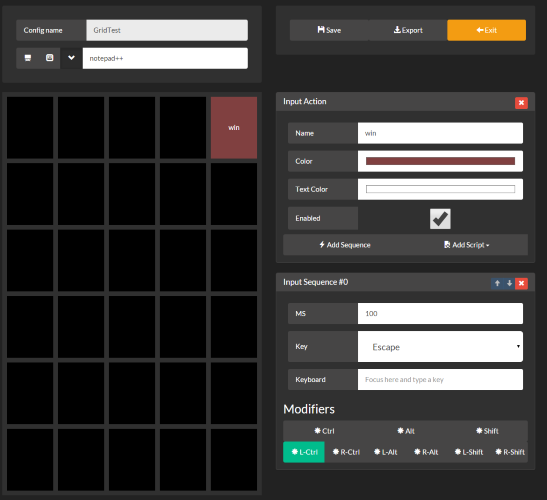 Config name GridTest
notepad++
win
Save Export Exit
Input Action
Name win
Color
Text Color
Enabled
Add Sequence Add Script
Input Sequence #0
MS 100
Key Escape
Keyboard Focus here and type a key
Modifiers
Ctrl Alt Shift
L-Ctrl R-Ctrl L-Alt R-Alt L-Shift R-Shift